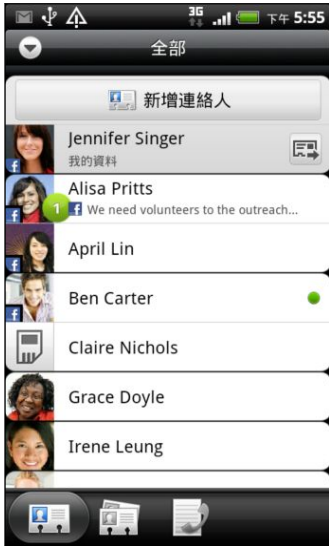 3G 下午 5:55
全部
新增連絡人
Jennifer Singer
我的資料
Alisa Pritts
1 f We need volunteers to the outreach...
April Lin
Ben Carter
Claire Nichols
Grace Doyle
Irene Leung